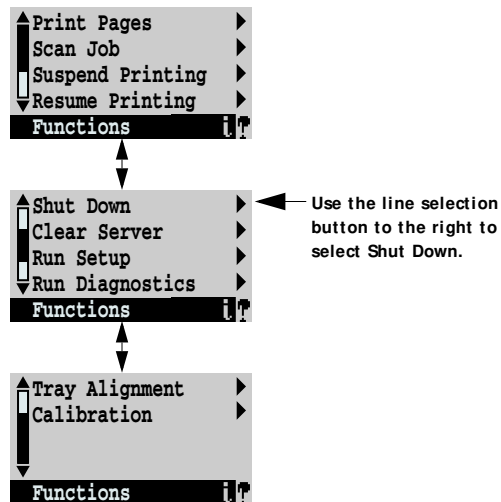 Print Pages
Scan Job
Suspend Printing
Resume Printing
Functions
Shut Down
Clear Server
Run Setup
Run Diagnostics
Functions
Use the line selection
button to the right to
select Shut Down.
Tray Alignment
Calibration
Functions